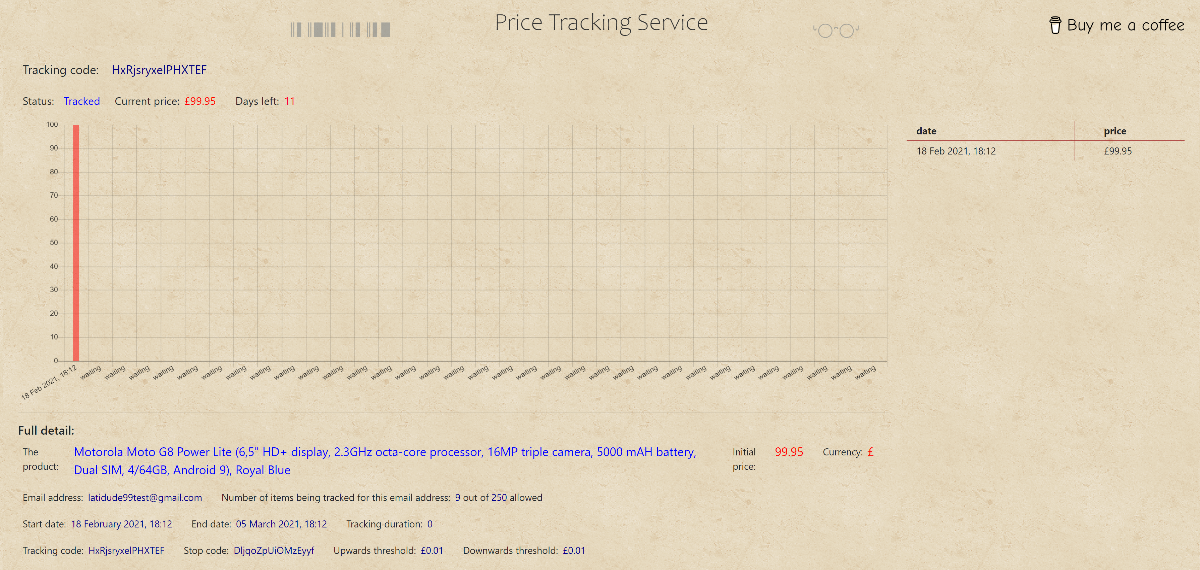 Price Tracking Service
Buy me a coffee
Tracking code: HxRjsryxelPHXTEF
Status: Tracked Current price: £99.95 Days left: 11
100
90
80
70
60
50
40
30
20
10
0
18 Feb 2021, 18:12 waiting waiting waiting waiting waiting waiting waiting waiting waiting waiting waiting waiting waiting waiting waiting waiting waiting waiting waiting waiting waiting waiting waiting waiting waiting waiting waiting waiting waiting waiting waiting waiting waiting
date price
18 Feb 2021, 18:12 £99.95
Full detail:
The product: Motorola Moto G8 Power Lite (6,5" HD+ display, 2.3GHz octa-core processor, 16MP triple camera, 5000 mAH battery,
Dual SIM, 4/64GB, Android 9), Royal Blue
Initial price: 99.95 Currency: £
Email address: latidude99test@gmail.com Number of items being tracked for this email address: 9 out of 250 allowed
Start date: 18 February 2021, 18:12 End date: 05 March 2021, 18:12 Tracking duration: 0
Tracking code: HxRjsryxelPHXTEF Stop code: DljqoZpUiOMzEyyf Upwards threshold: £0.01 Downwards threshold: £0.01